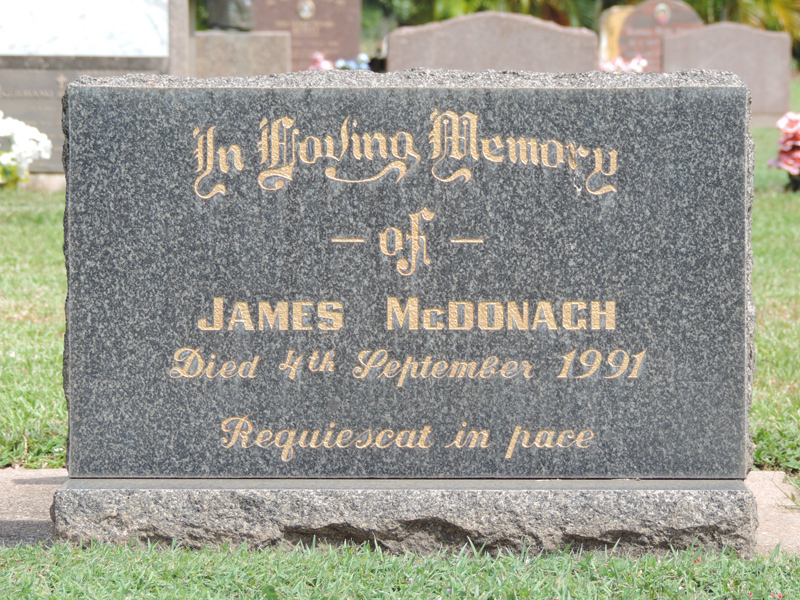 In Loving Memory
— of —
JAMES McDONAGH
Died 4th September 1991
Requiescat in pace